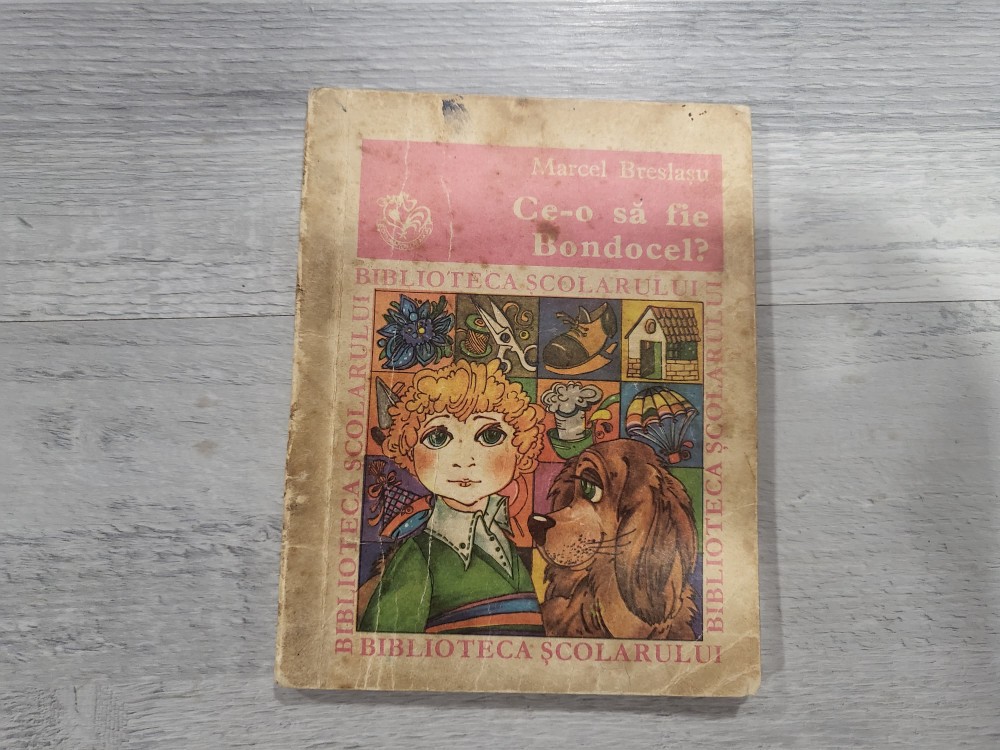 Marcel Breslașu
Ce-o să fie
Bondocel?
BIBLIOTECA ȘCOLARULUI
BIBLIOTECA ȘCOLARULUI
BIBLIOTECA ȘCOLARULUI
BIBLIOTECA ȘCOLARULUI